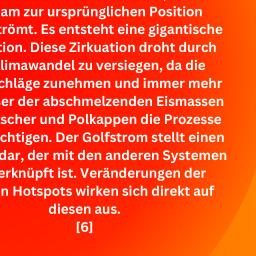 am zur ursprünglichen Position
trömt. Es entsteht eine gigantische
tion. Diese Zirkuation droht durch
limawandel zu versiegen, da die
chläge zunehmen und immer mehr
er der abschmelzenden Eismassen
scher und Polkappen die Prozesse
chtigen. Der Golfstrom stellt einen
dar, der mit den anderen Systemen
erknüpft ist. Veränderungen der
n Hotspots wirken sich direkt auf
diesen aus.
[6]